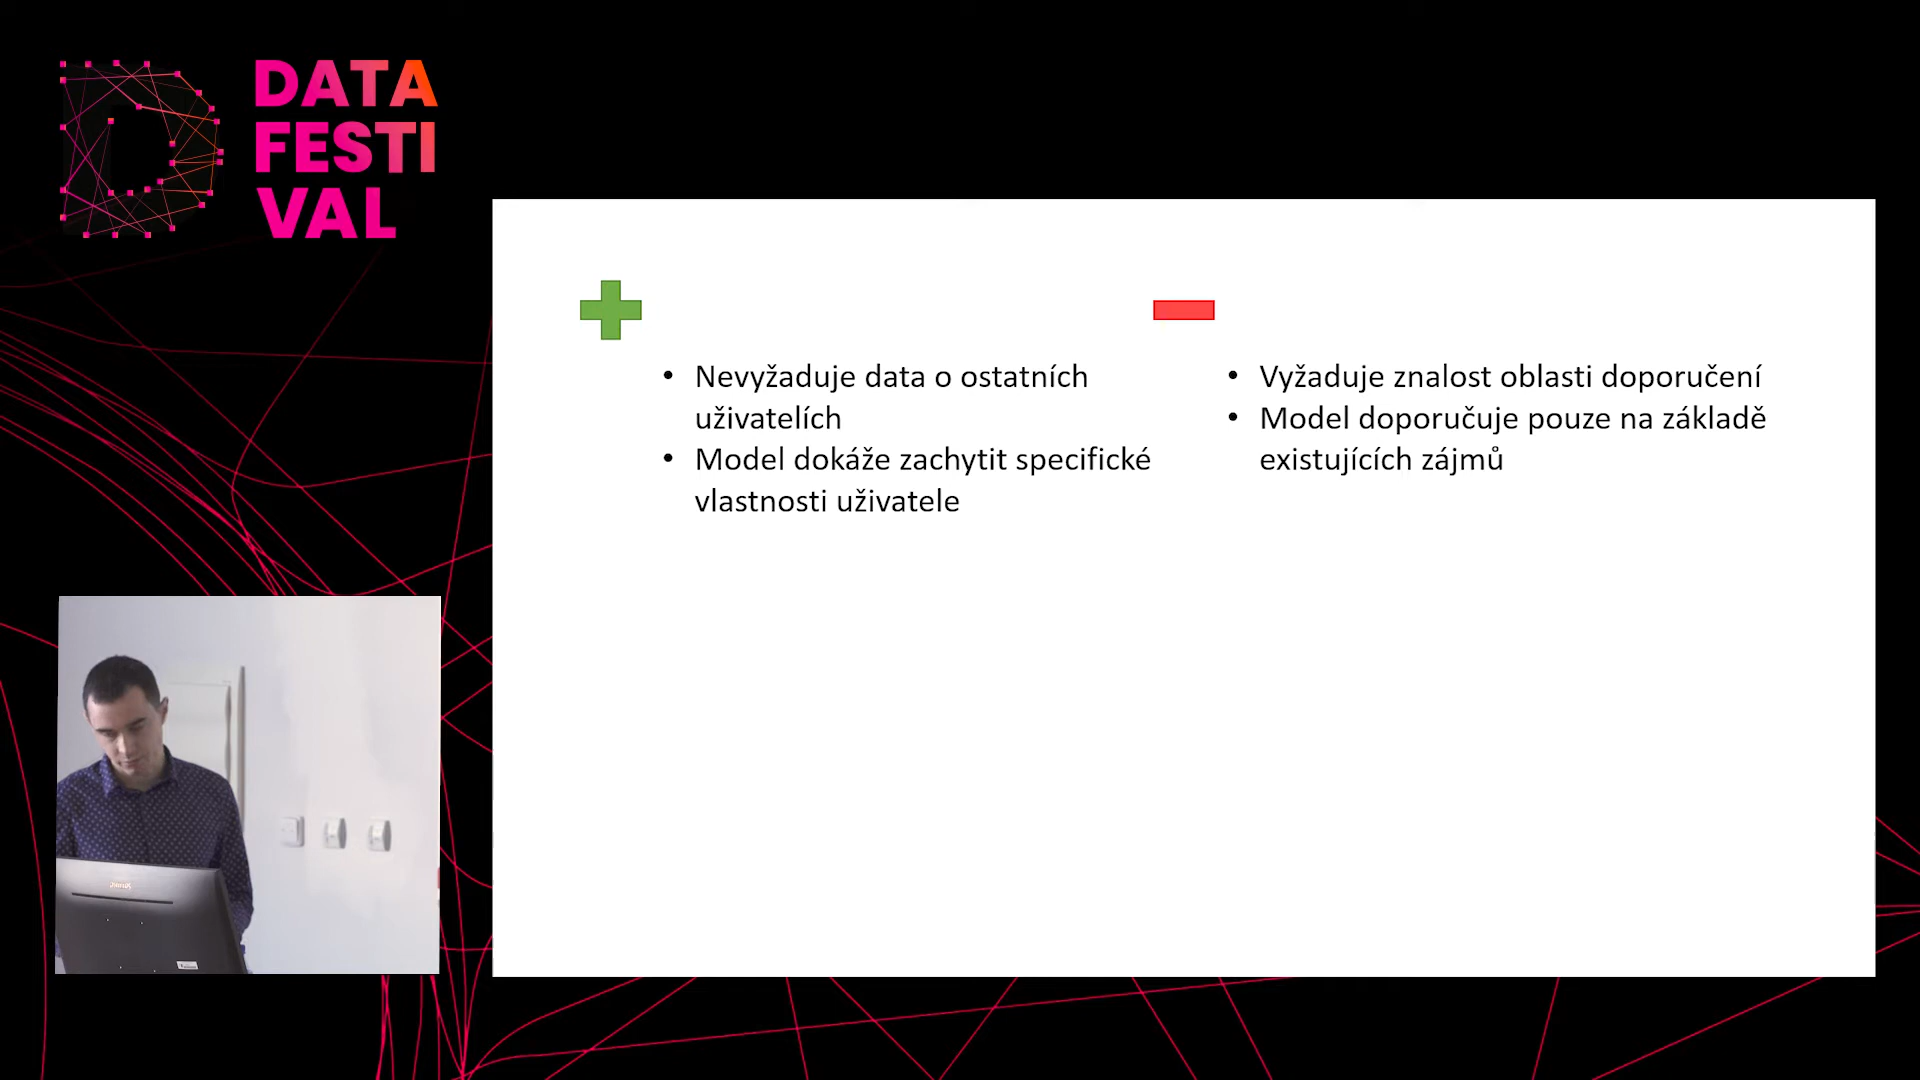 DATA
FESTI
VAL
• Nevyžaduje data o ostatních
uživatelích
• Model dokáže zachytit specifické
vlastnosti uživatele
• Vyžaduje znalost oblasti doporučení
• Model doporučuje pouze na základě
existujících zájmů